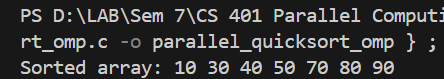 PS D:\LAB\Sem 7\CS 401 Parallel Computi
rt_omp.c -o parallel_quicksort_omp } ;
Sorted array: 10 30 40 50 70 80 90